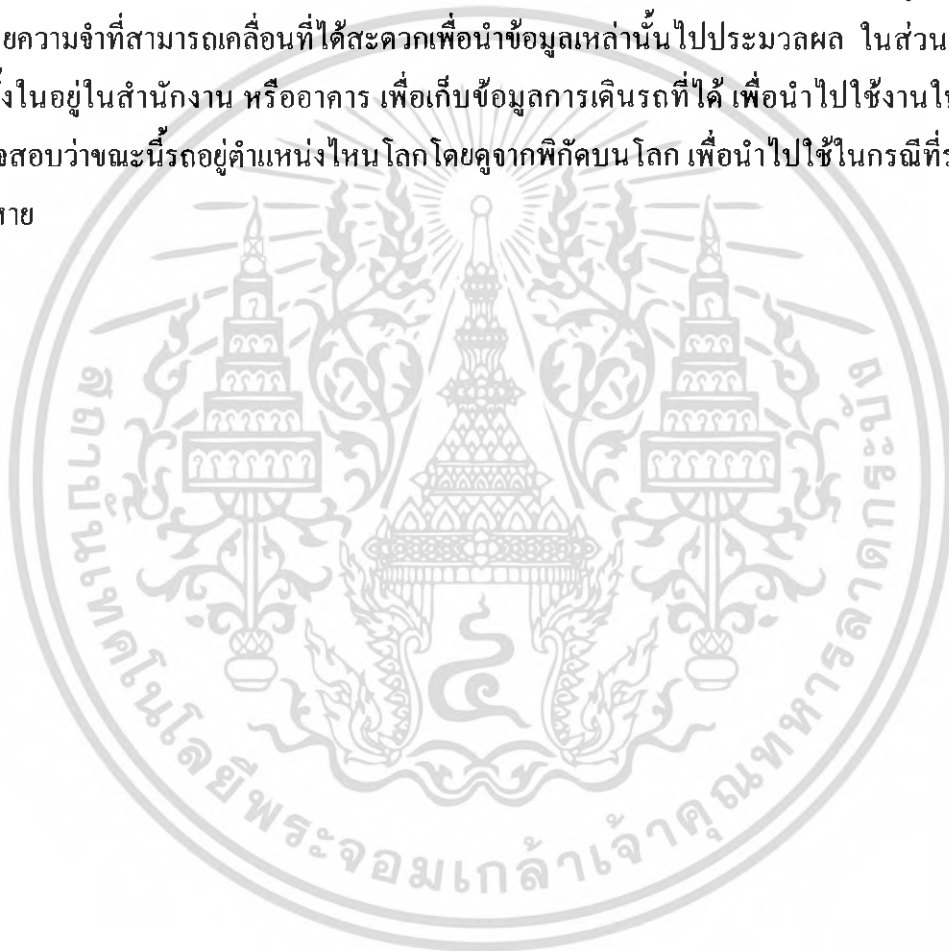 ยความจำที่สามารถเคลื่อนที่ได้สะดวกเพื่อนำข้อมูลเหล่านั้นไปประมวลผล ในส่วน
ั้งในอยู่ในสำนักงาน หรืออาคาร เพื่อเก็บข้อมูลการเดินรถที่ได้ เพื่อนำไปใช้งานใน
จสอบว่าขณะนี้รถอยู่ตำแหน่งไหนโลกโดยดูจากพิกัดบนโลก เพื่อนำไปใช้ในกรณีที่ร
หาย
สถาบันเทคโนโลยีพระจอมเกล้าเจ้าคุณทหารลาดกระบัง